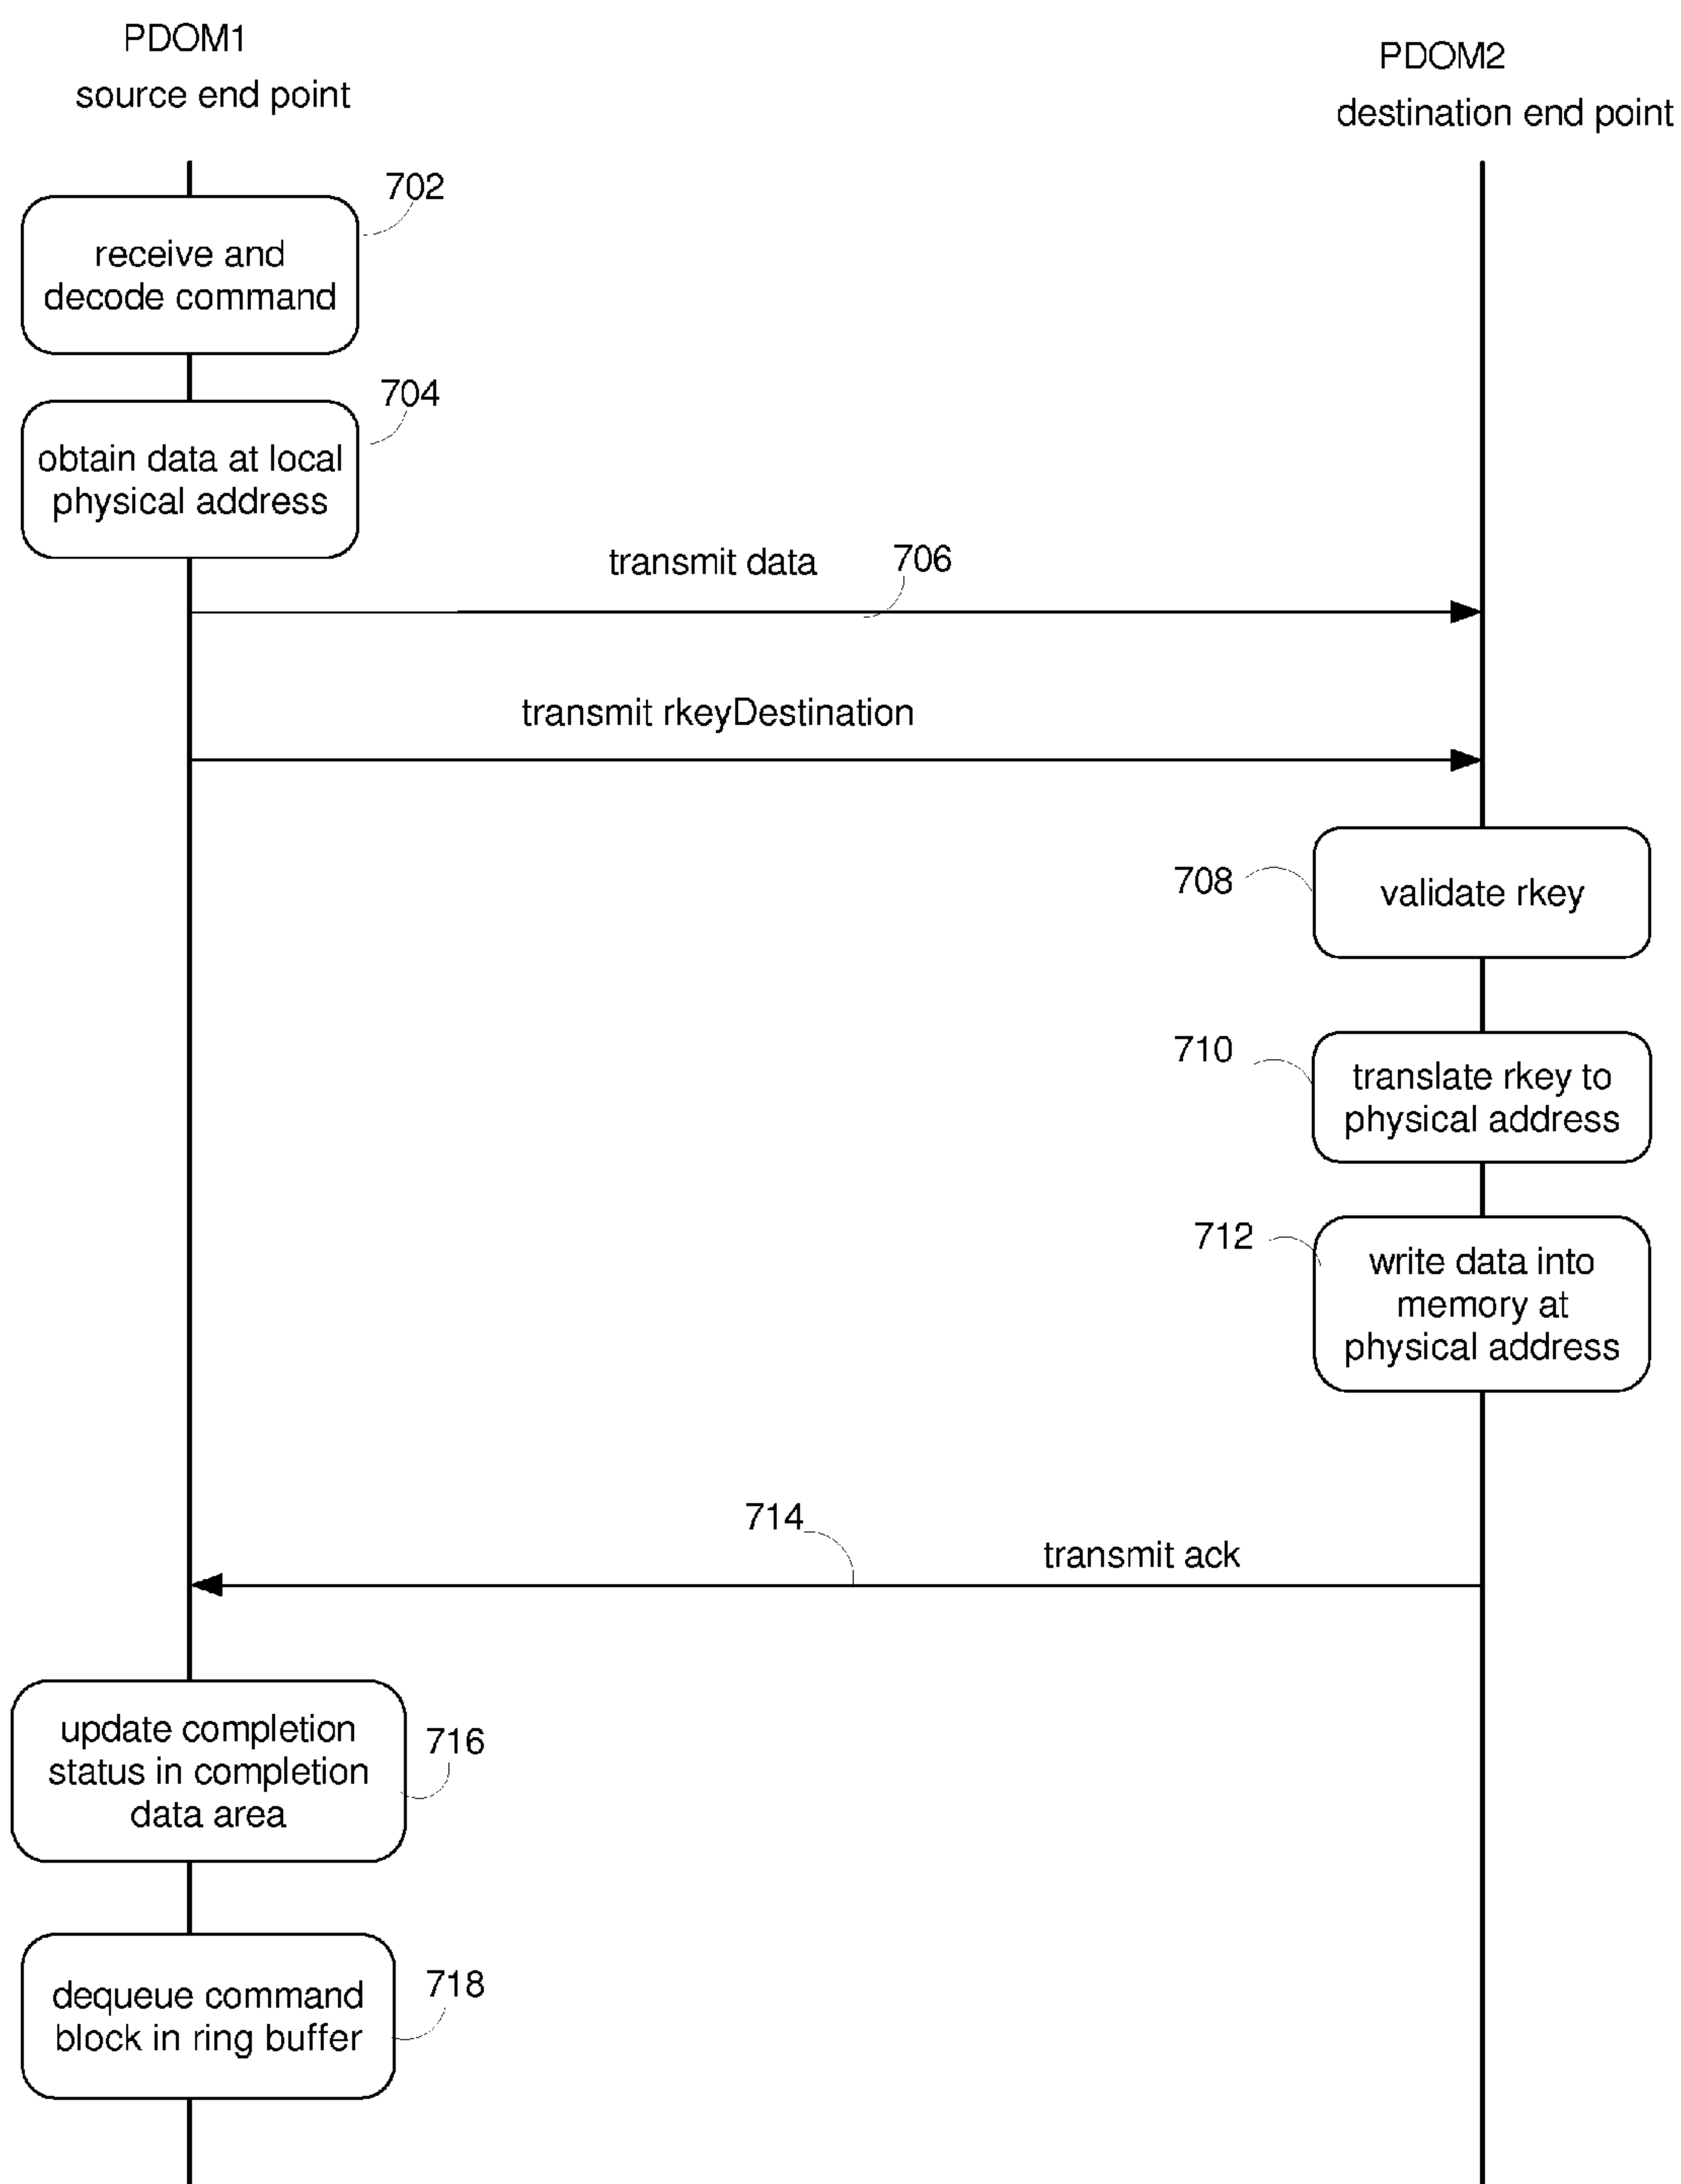 PDOM1
source end point
PDOM2
destination end point
702
receive and
decode command
704
obtain data at local
physical address
transmit data
706
transmit rkeyDestination
708
validate rkey
710
translate rkey to
physical address
712
write data into
memory at
physical address
714
transmit ack
update completion
status in completion
data area
716
dequeue command
block in ring buffer
718